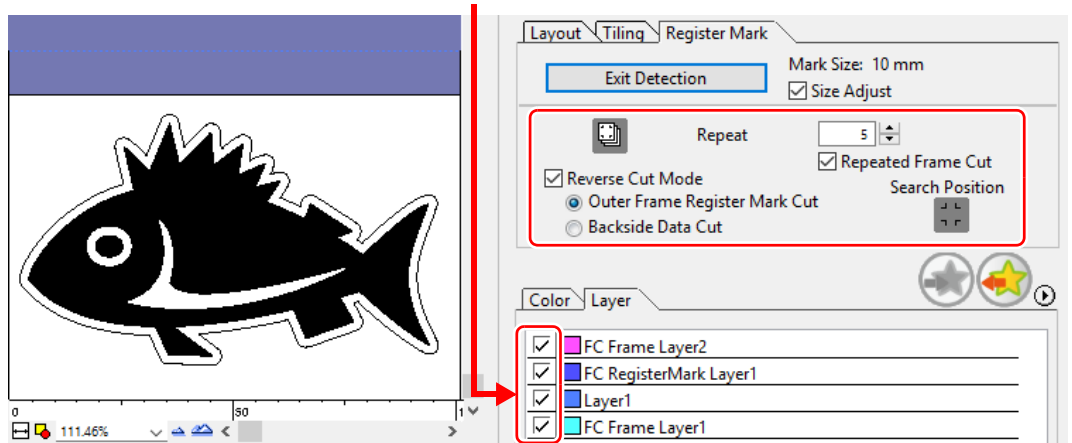 Layout Tiling Register Mark
Exit Detection
Mark Size: 10 mm
Size Adjust
Repeat 5
Repeated Frame Cut
Reverse Cut Mode
Search Position
Outer Frame Register Mark Cut
Backside Data Cut
Color Layer
FC Frame Layer2
FC RegisterMark Layer1
Layer1
FC Frame Layer1
0 50 1
111.46%